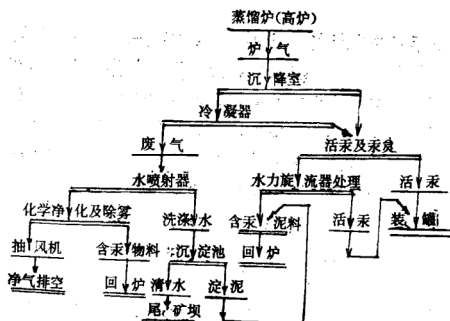 蒸馏炉(高炉)
炉气
沉降室
冷凝器
废气
活汞及汞炱
水喷射器
水力旋流器处理
活汞
化学净化及除雾
洗涤水
含汞泥料
活汞
装罐
抽风机
含汞物料
沉淀池
回炉
净气排空
回炉
清水
淀泥
尾矿坝